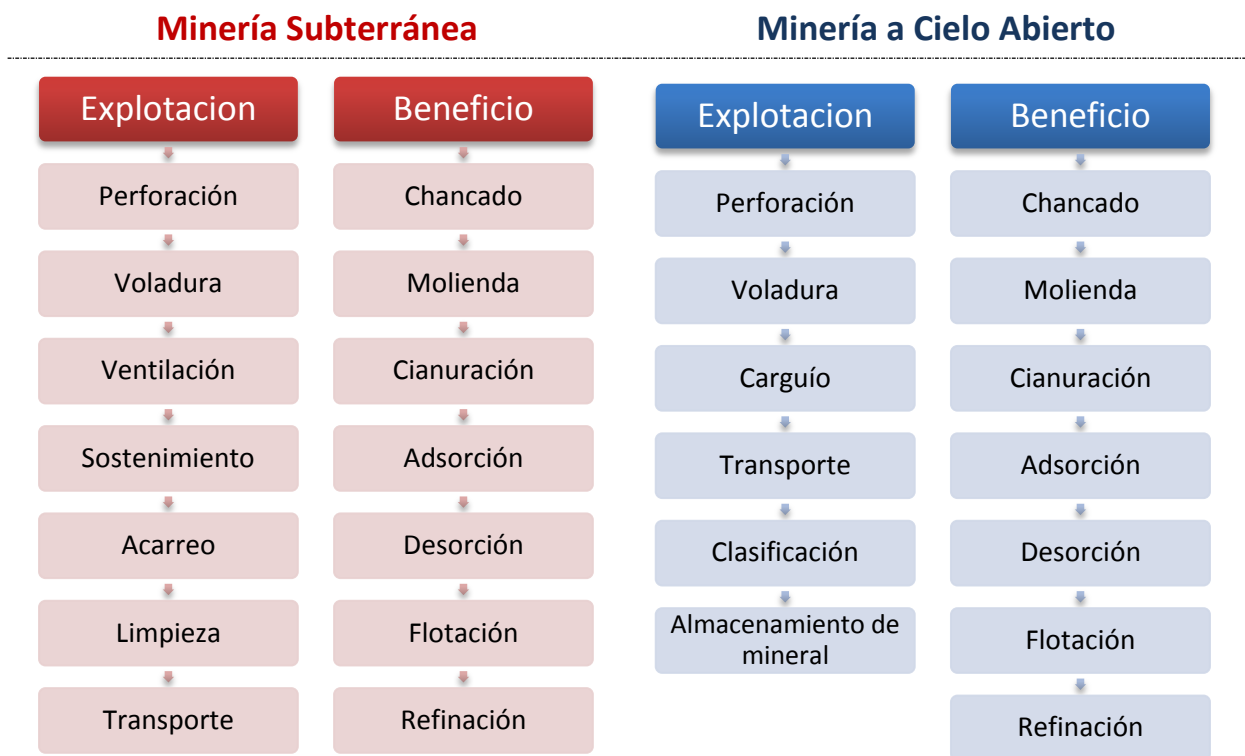 Minería Subterránea
Explotacion
Perforación
Voladura
Ventilación
Sostenimiento
Acarreo
Limpieza
Transporte
Beneficio
Chancado
Molienda
Cianuración
Adsorción
Desorción
Flotación
Refinación
Minería a Cielo Abierto
Explotacion
Perforación
Voladura
Carguío
Transporte
Clasificación
Almacenamiento de
mineral
Beneficio
Chancado
Molienda
Cianuración
Adsorción
Desorción
Flotación
Refinación